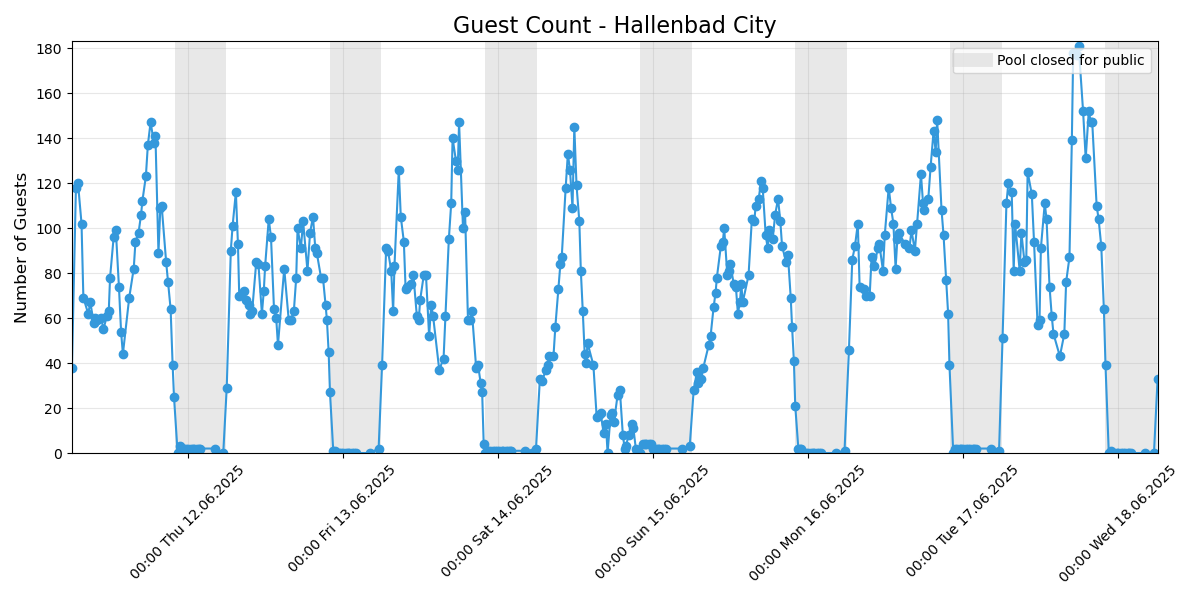 Guest Count - Hallenbad City
Number of Guests
180
160
140
120
100
80
60
40
20
0
Pool closed for public
00:00 Thu 12.06.2025
00:00 Fri 13.06.2025
00:00 Sat 14.06.2025
00:00 Sun 15.06.2025
00:00 Mon 16.06.2025
00:00 Tue 17.06.2025
00:00 Wed 18.06.2025